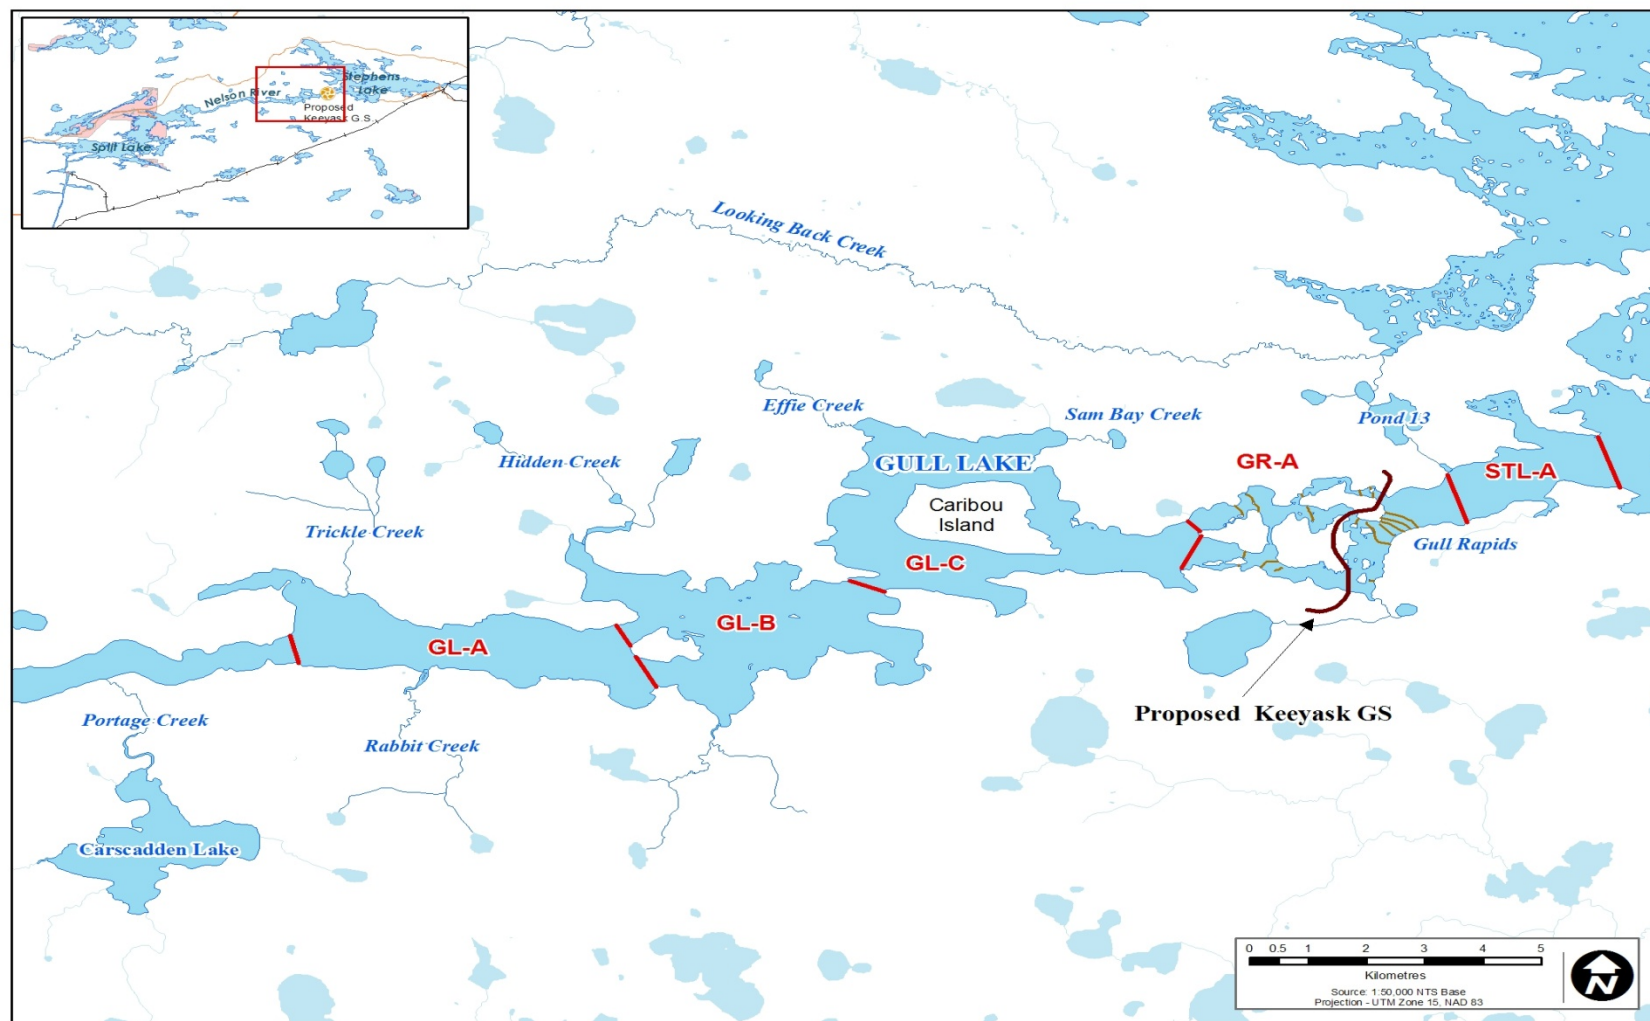 Stephens
Lake
Nelson River
Proposed
Keeyask G.S
Split Lake
Looking Back Creek
Effie Creek
Sam Bay Creek
Pond 13
Hidden Creek
GULL LAKE
GR-A
STL-A
Caribou
Island
Trickle Creek
Gull Rapids
GL-C
GL-B
GL-A
Proposed Keeyask GS
Portage Creek
Rabbit Creek
Carscadden Lake
0 0.5 1 2 3 4 5
Kilometres
Source: 1:50,000 NTS Base
Projection - UTM Zone 15, NAD 83
N